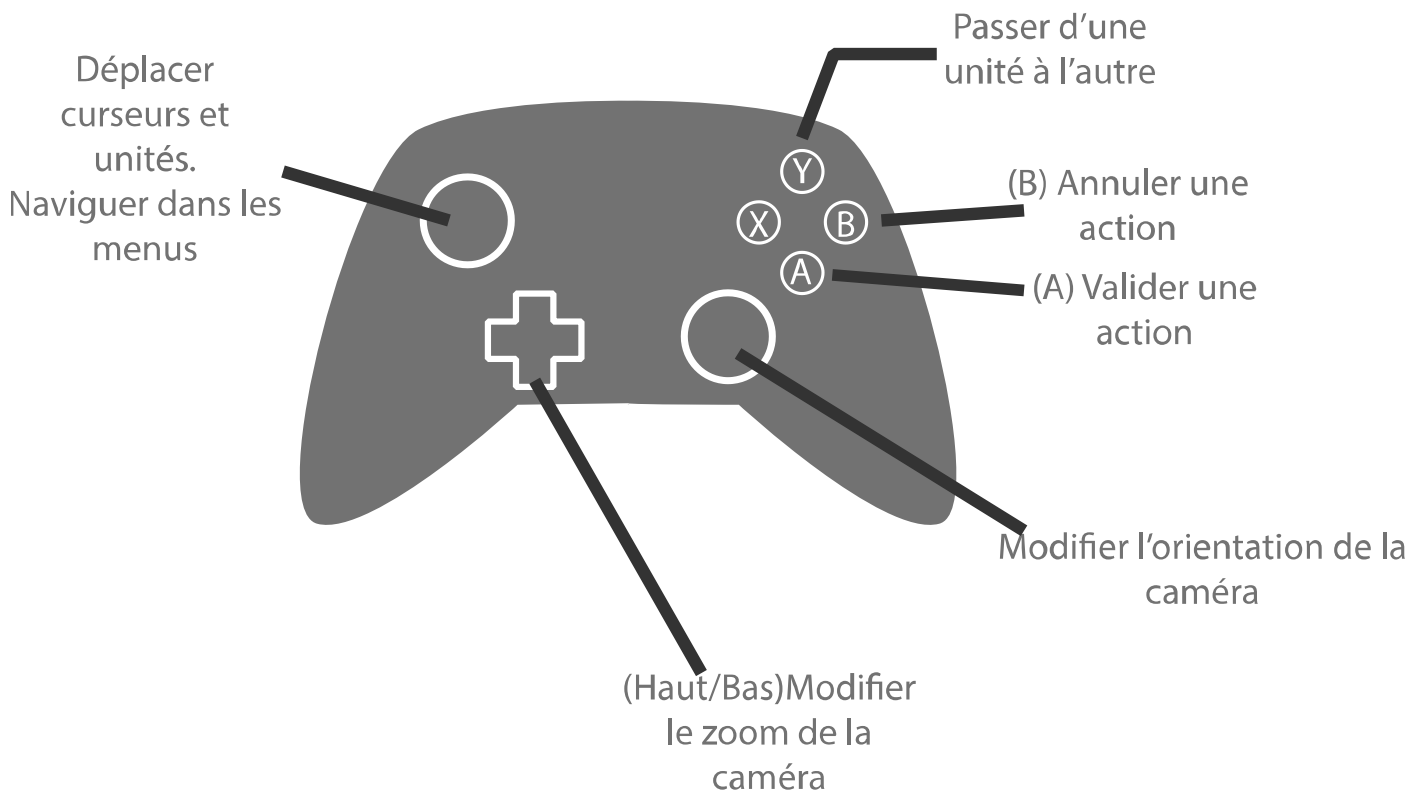 Passer d'une
unité à l'autre
Déplacer
curseurs et
unités.
Naviguer dans les
menus
Y
X
B
A
(B) Annuler une
action
(A) Valider une
action
Modifier l'orientation de la
caméra
(Haut/Bas)Modifier
le zoom de la
caméra